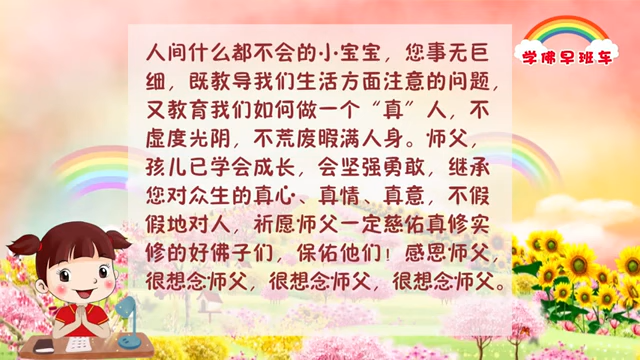 学佛早班车
人间什么都不会的小宝宝，您事无巨
细，既教导我们生活方面注意的问题，
又教育我们如何做一个“真”人，不
虚度光阴，不荒废暇满人身。师父，
孩儿已学会成长，会坚强勇敢，继承
您对众生的真心、真情、真意，不假
假地对人，祈愿师父一定慈佑真修实
修的好佛子们，保佑他们！感恩师父，
很想念师父，很想念师父，很想念师父。